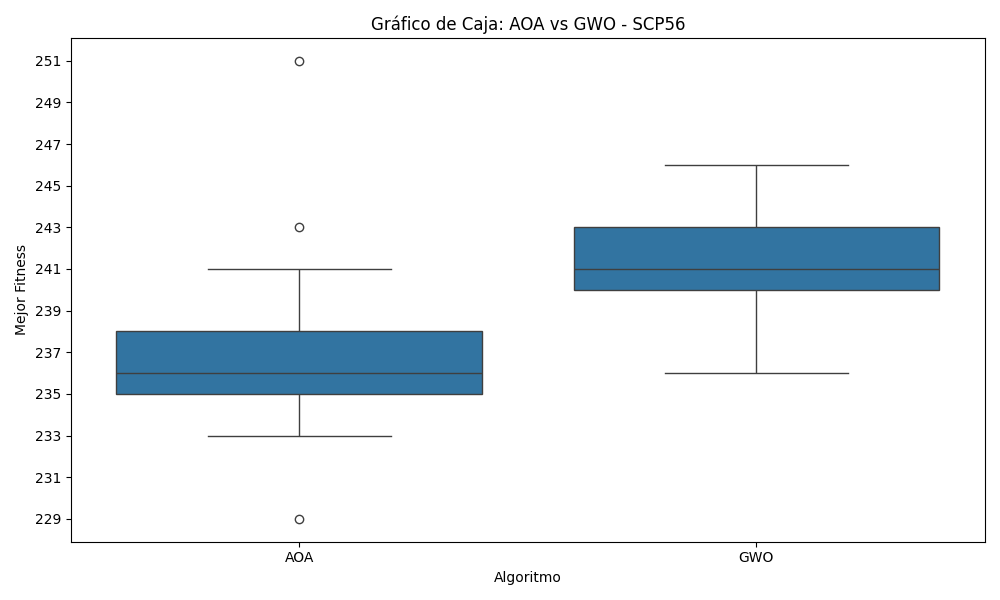 Gráfico de Caja: AOA vs GWO - SCP56
Mejor Fitness
251
249
247
245
243
241
239
237
235
233
231
229
AOA
GWO
Algoritmo